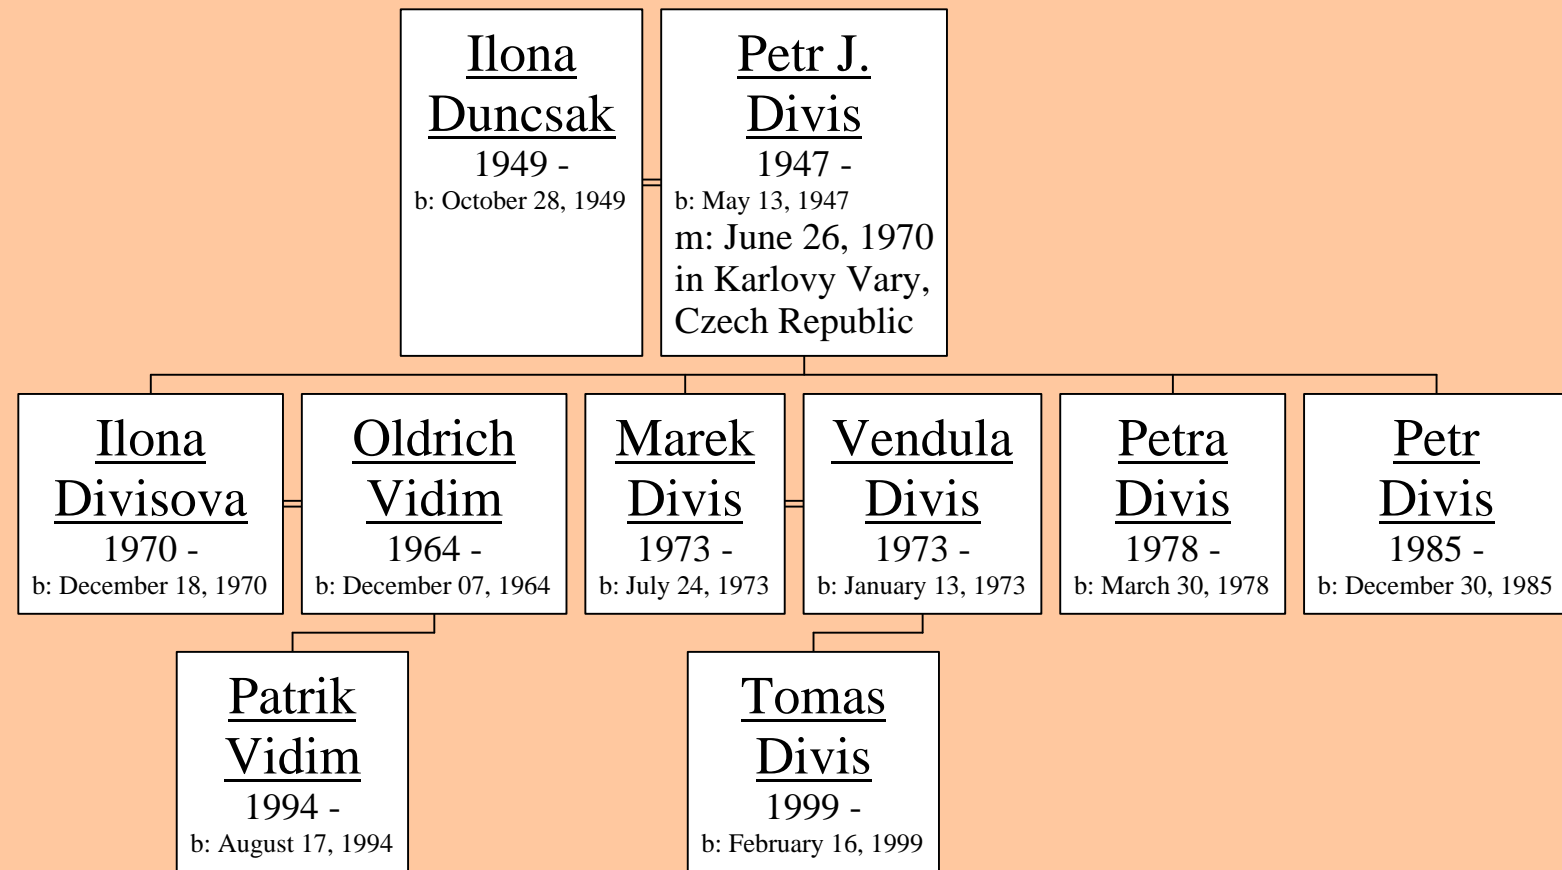 Ilona
Duncsak
1949 -
b: October 28, 1949
Petr J.
Divis
1947 -
b: May 13, 1947
m: June 26, 1970
in Karlovy Vary,
Czech Republic
Ilona
Divisova
1970 -
b: December 18, 1970
Oldrich
Vidim
1964 -
b: December 07, 1964
Marek
Divis
1973 -
b: July 24, 1973
Vendula
Divis
1973 -
b: January 13, 1973
Petra
Divis
1978 -
b: March 30, 1978
Petr
Divis
1985 -
b: December 30, 1985
Patrik
Vidim
1994 -
b: August 17, 1994
Tomas
Divis
1999 -
b: February 16, 1999